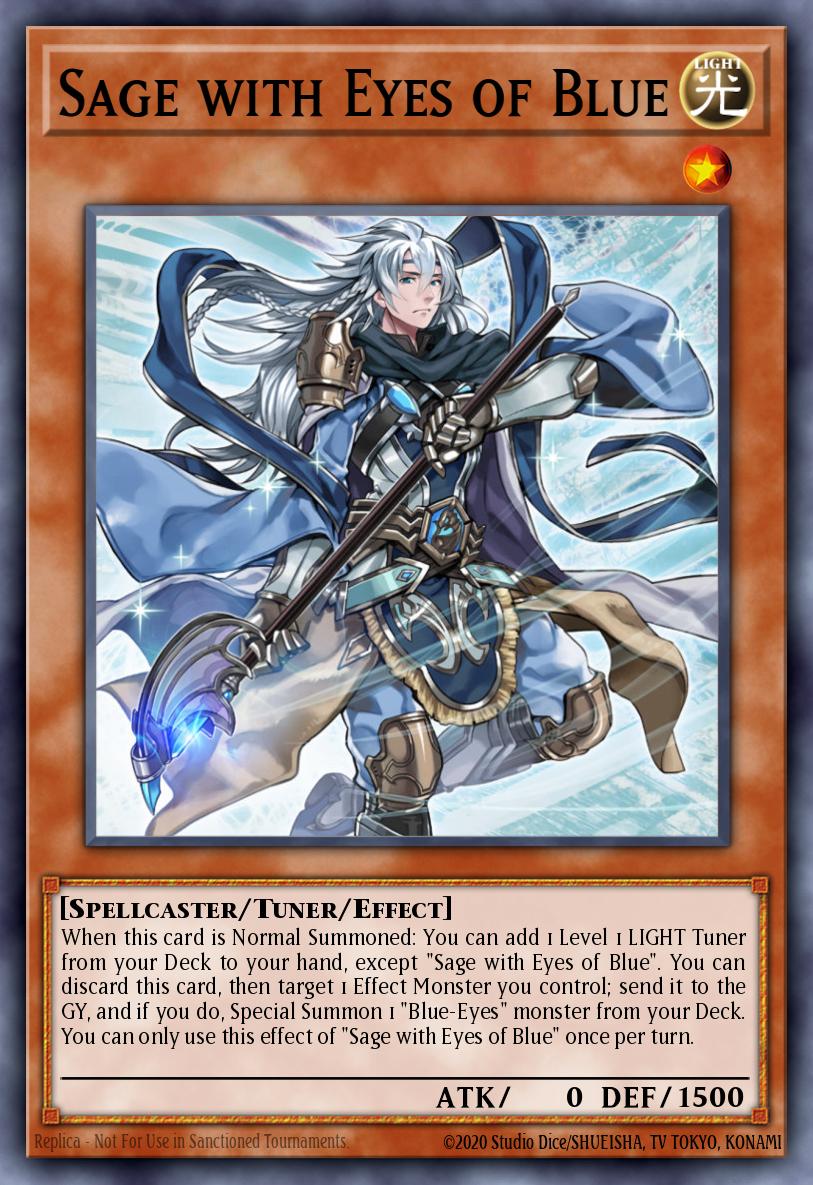 Sage with Eyes of Blue
LIGHT
光
[Spellcaster/Tuner/Effect]
When this card is Normal Summoned: You can add 1 Level 1 LIGHT Tuner
from your Deck to your hand, except "Sage with Eyes of Blue". You can
discard this card, then target 1 Effect Monster you control; send it to the
GY, and if you do, Special Summon 1 "Blue-Eyes" monster from your Deck.
You can only use this effect of "Sage with Eyes of Blue" once per turn.
ATK/ 0 DEF/1500
Replica - Not For Use in Sanctioned Tournaments.
©2020 Studio Dice/SHUEISHA, TV TOKYO, KONAMI